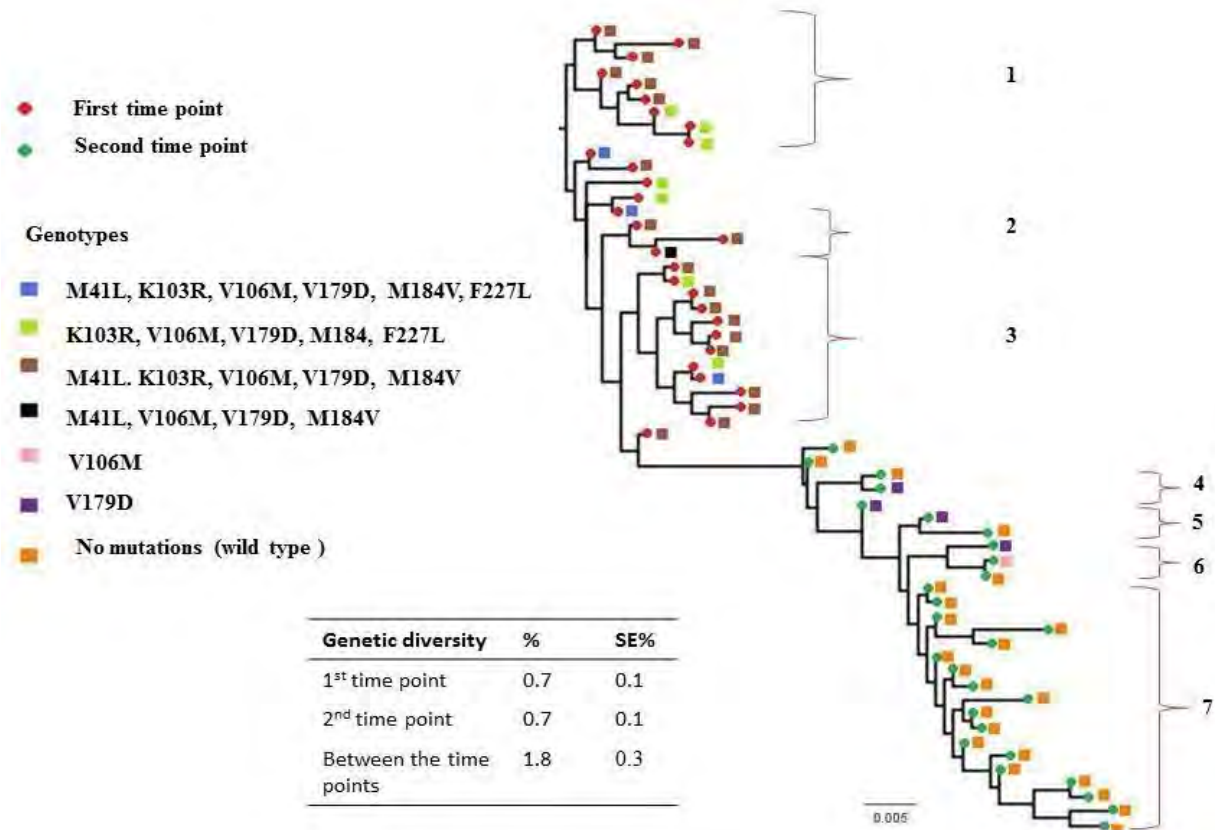 First time point
Second time point
Genotypes
M41L, K103R, V106M, V179D, M184V, F227L
K103R, V106M, V179D, M184, F227L
M41L. K103R, V106M, V179D, M184V
M41L, V106M, V179D, M184V
V106M
V179D
No mutations (wild type )
1
2
3
4
5
6
7
Genetic diversity % SE%
1st time point 0.7 0.1
2nd time point 0.7 0.1
Between the time 1.8 0.3
points
0.005